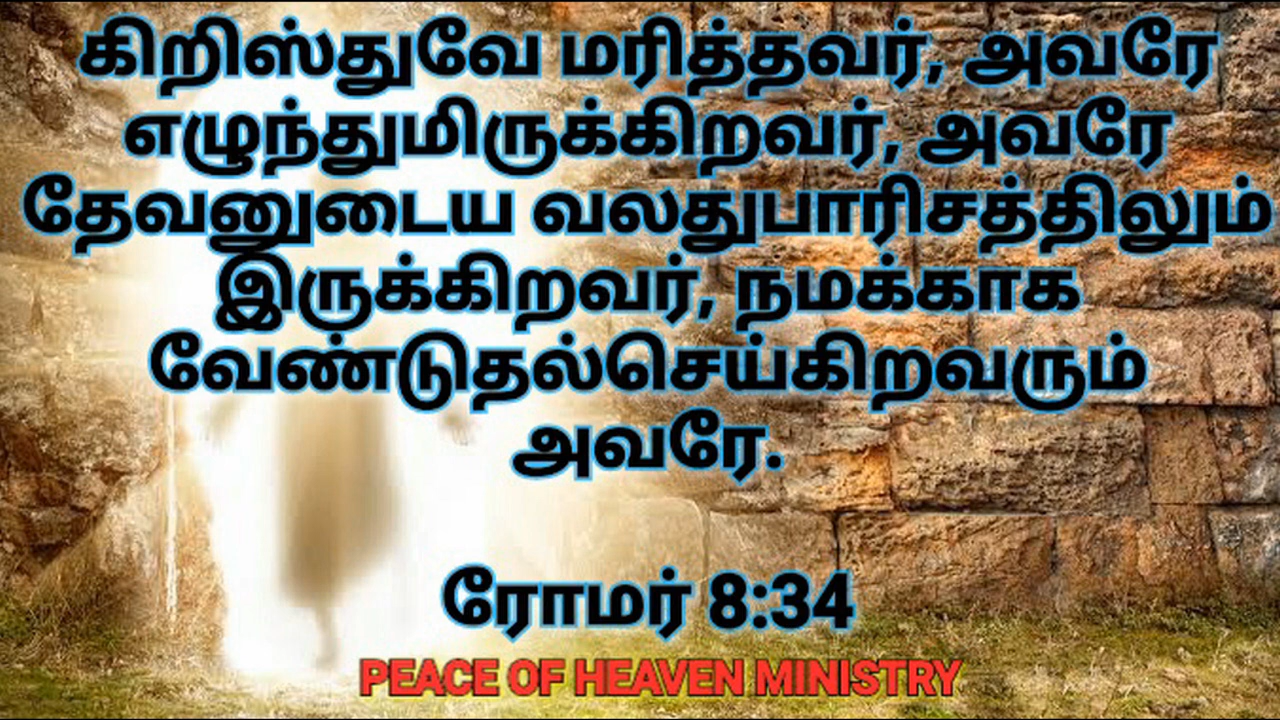 கிறிஸ்துவே மரித்தவர், அவரே
எழுந்துமிருக்கிறவர், அவரே
தேவனுடைய வலதுபாரிசத்திலும்
இருக்கிறவர், நமக்காக
வேண்டுதல்செய்கிறவரும்
அவரே.
ரோமர் 8:34
PEACE OF HEAVEN MINISTRY